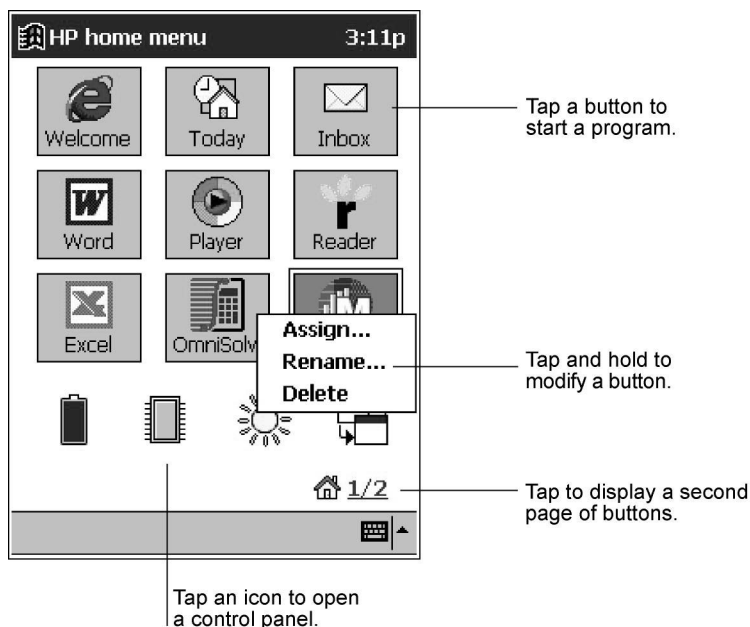 HP home menu 3:11p
Welcome Today Inbox
Tap a button to
start a program.
W
Word Player Reader
r
M
Excel OmniSolv
Assign...
Rename...
Delete
Tap and hold to
modify a button.
1/2
Tap to display a second
page of buttons.
Tap an icon to open
a control panel.